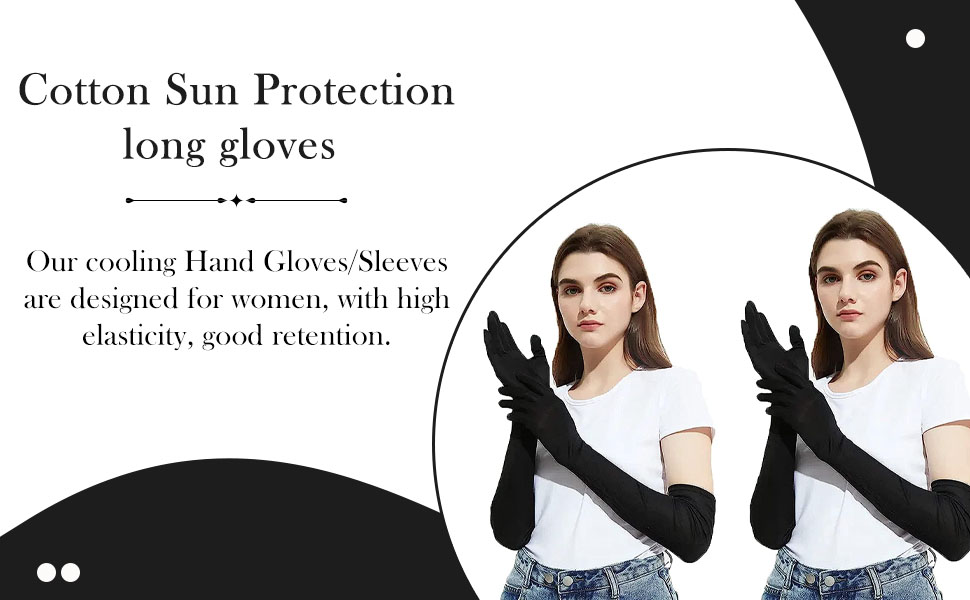 Cotton Sun Protection
long gloves
Our cooling Hand Gloves/Sleeves
are designed for women, with high
elasticity, good retention.